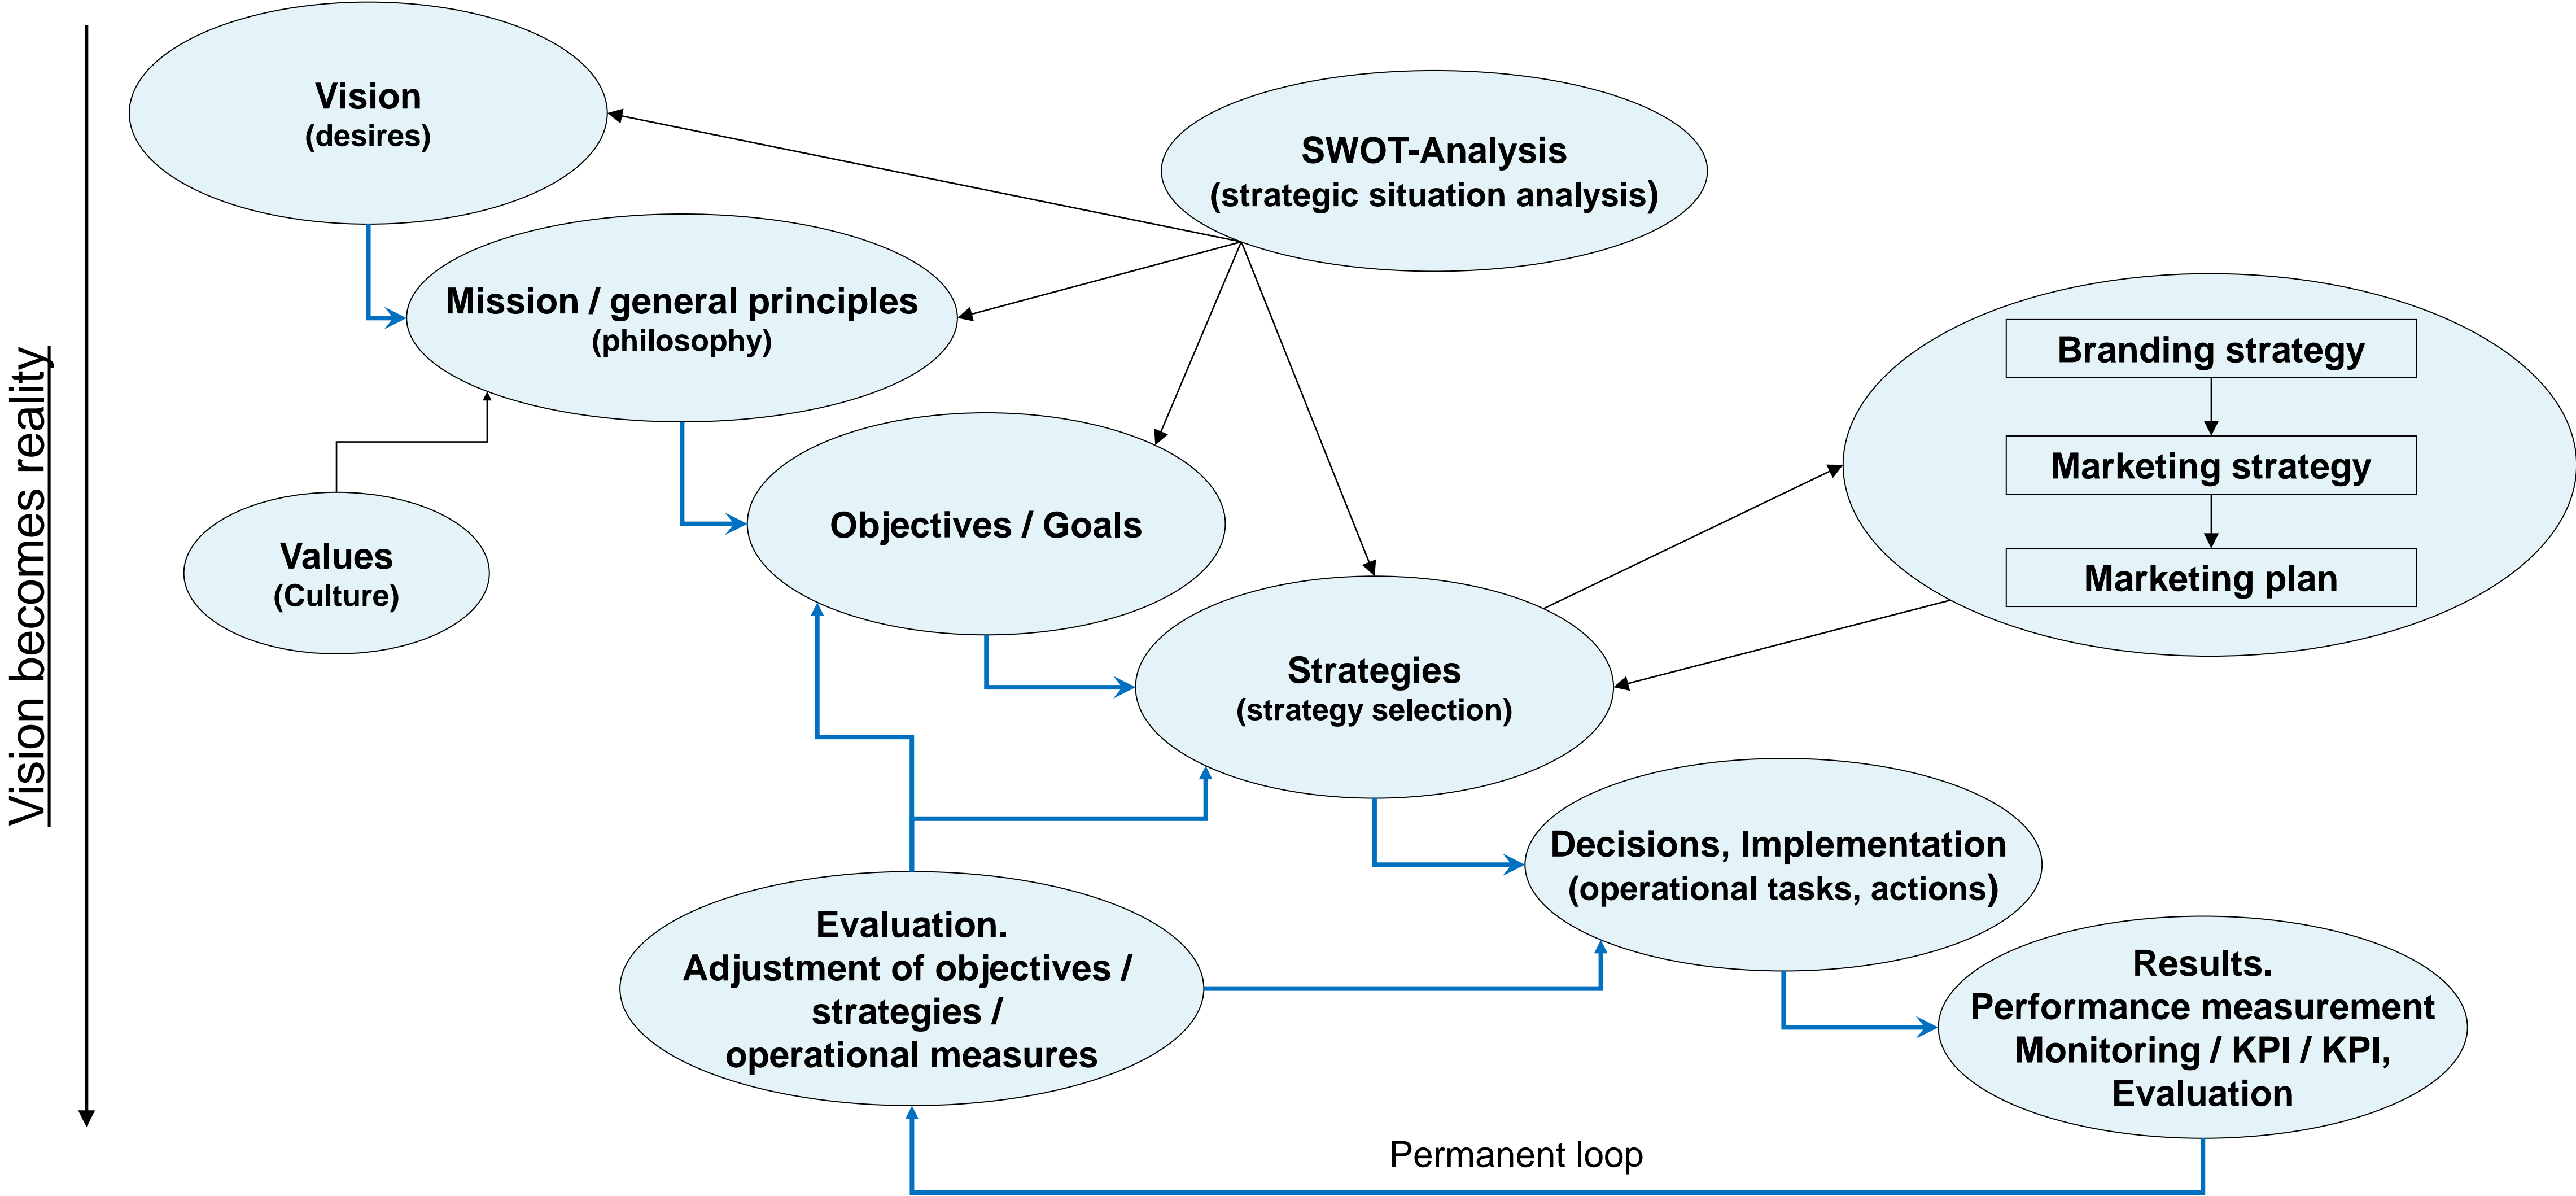 Vision becomes reality
Vision
(desires)
SWOT-Analysis
(strategic situation analysis)
Mission / general principles
(philosophy)
Branding strategy
Marketing strategy
Marketing plan
Values
(Culture)
Objectives / Goals
Strategies
(strategy selection)
Decisions, Implementation
(operational tasks, actions)
Evaluation.
Adjustment of objectives /
strategies /
operational measures
Results.
Performance measurement
Monitoring / KPI / KPI,
Evaluation
Permanent loop